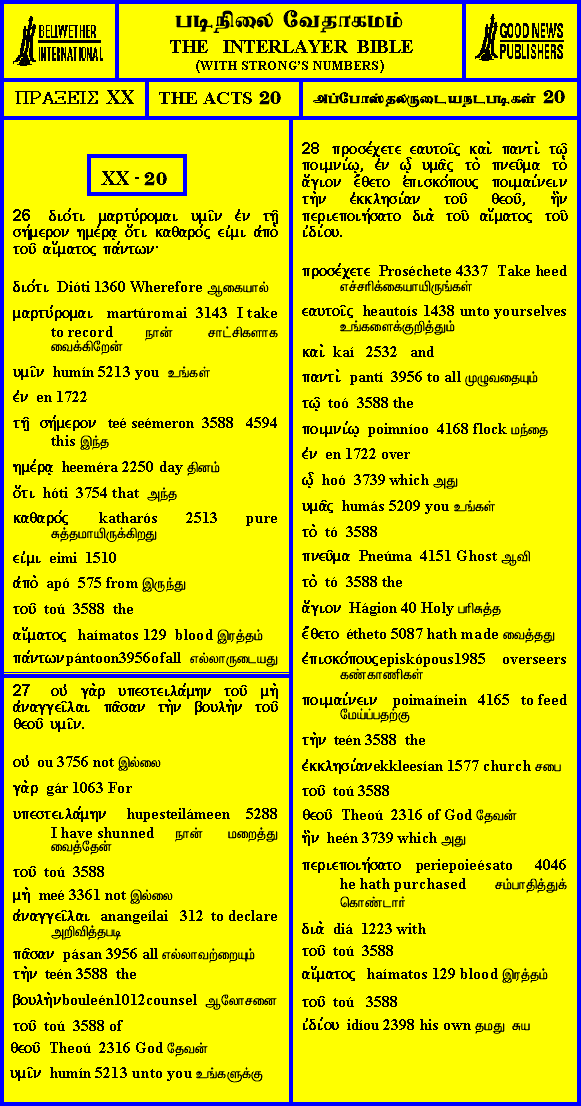 BELLWETHER
INTERNATIONAL
படிநிலை வேதாகமம்
THE INTERLAYER BIBLE
(WITH STRONG'S NUMBERS)
GOOD NEWS
PUBLISHERS
ΠΡΑΞΕΙΣ XX
THE ACTS 20
அப்போஸ்தலருடைய நடபடிகள் 20
XX - 20
26 διότι μαρτύρομαι υμῖν ἐν τῇ
σήμερον ημέρᾳ ὅτι καθαρός εἰμι ἀπὸ
τοῦ αἵματος πάντων·
διότι Dióti 1360 Wherefore ஆகையால்
μαρτύρομαι martúromai 3143 I take
to record நான் சாட்சிகளாக
வைக்கிறேன்
υμῖν humín 5213 you உங்கள்
ἐν en 1722
τῇ σήμερον teé seémeron 3588 4594
this இந்த
ημέρᾳ heeméra 2250 day தினம்
ὅτι hóti 3754 that அந்த
καθαρός katharós 2513 pure
சுத்தமாயிருக்கிறது
εἰμι eimi 1510
ἀπὸ apó 575 from இருந்து
τοῦ toú 3588 the
αἵματος haímatos 129 blood இரத்தம்
πάντων pántoon3956ofall எல்லாருடையது
27 οὐ γὰρ υπεστειλάμην τοῦ μὴ
ἀναγγεῖλαι πᾶσαν τὴν βουλὴν τοῦ
θεοῦ υμῖν.
οὐ ou 3756 not இல்லை
γὰρ gár 1063 For
υπεστειλάμην hupesteilámeen 5288
I have shunned நான் மறைத்து
வைத்தேன்
τοῦ toú 3588
μὴ meé 3361 not இல்லை
ἀναγγεῖλαι anangeílai 312 to declare
அறிவித்தபடி
πᾶσαν pásan 3956 all எல்லாவற்றையும்
τὴν teén 3588 the
βουλὴν bouleén1012counsel ஆலோசனை
τοῦ toú 3588 of
θεοῦ Theoú 2316 God தேவன்
υμῖν humín 5213 unto you உங்களுக்கு
28 προσέχετε εαυτοῖς καὶ παντὶ τῷ
ποιμνίῳ, ἐν ᾧ υμᾶς τὸ πνεῦμα τὸ
ἅγιον ἔθετο ἐπισκόπους ποιμαίνειν
τὴν ἐκκλησίαν τοῦ θεοῦ, ἣν
περιεποιήσατο διὰ τοῦ αἵματος τοῦ
ἰδίου.
προσέχετε Proséchete 4337 Take heed
எச்சரிக்கையாயிருங்கள்
εαυτοῖς heautoís 1438 unto yourselves
உங்களைக்குறித்தும்
καὶ kaí 2532 and
παντὶ pantí 3956 to all முழுவதையும்
τῷ toó 3588 the
ποιμνίῳ poimníoo 4168 flock மந்தை
ἐν en 1722 over
ᾧ hoó 3739 which அது
υμᾶς humás 5209 you உங்கள்
τὸ tó 3588
πνεῦμα Pneúma 4151 Ghost ஆவி
τὸ tó 3588 the
ἅγιον Hágion 40 Holy பரிசுத்த
ἔθετο étheto 5087 hath made வைத்தது
ἐπισκόπους episkópous1985 overseers
கண்காணிகள்
ποιμαίνειν poimaínein 4165 to feed
மேய்ப்பதற்கு
τὴν teén 3588 the
ἐκκλησίαν ekkleesían 1577 church சபை
τοῦ toú 3588
θεοῦ Theoú 2316 of God தேவன்
ἣν heén 3739 which அது
περιεποιήσατο periepoieésato 4046
he hath purchased சம்பாதித்துக்
கொண்டார்
διὰ diá 1223 with
τοῦ toú 3588
αἵματος haímatos 129 blood இரத்தம்
τοῦ toú 3588
ἰδίου idíou 2398 his own தமது சுய